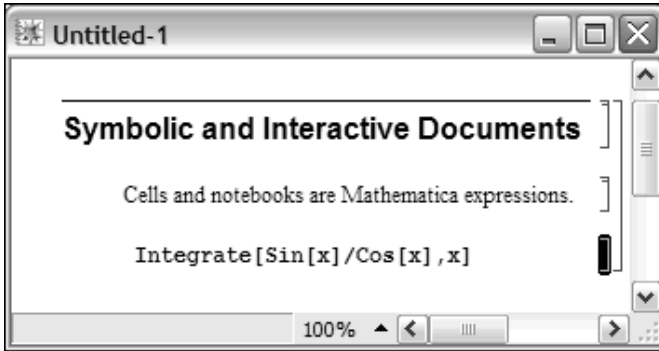 Untitled-1
Symbolic and Interactive Documents
Cells and notebooks are Mathematica expressions.
Integrate[Sin[x]/Cos[x],x]
100%